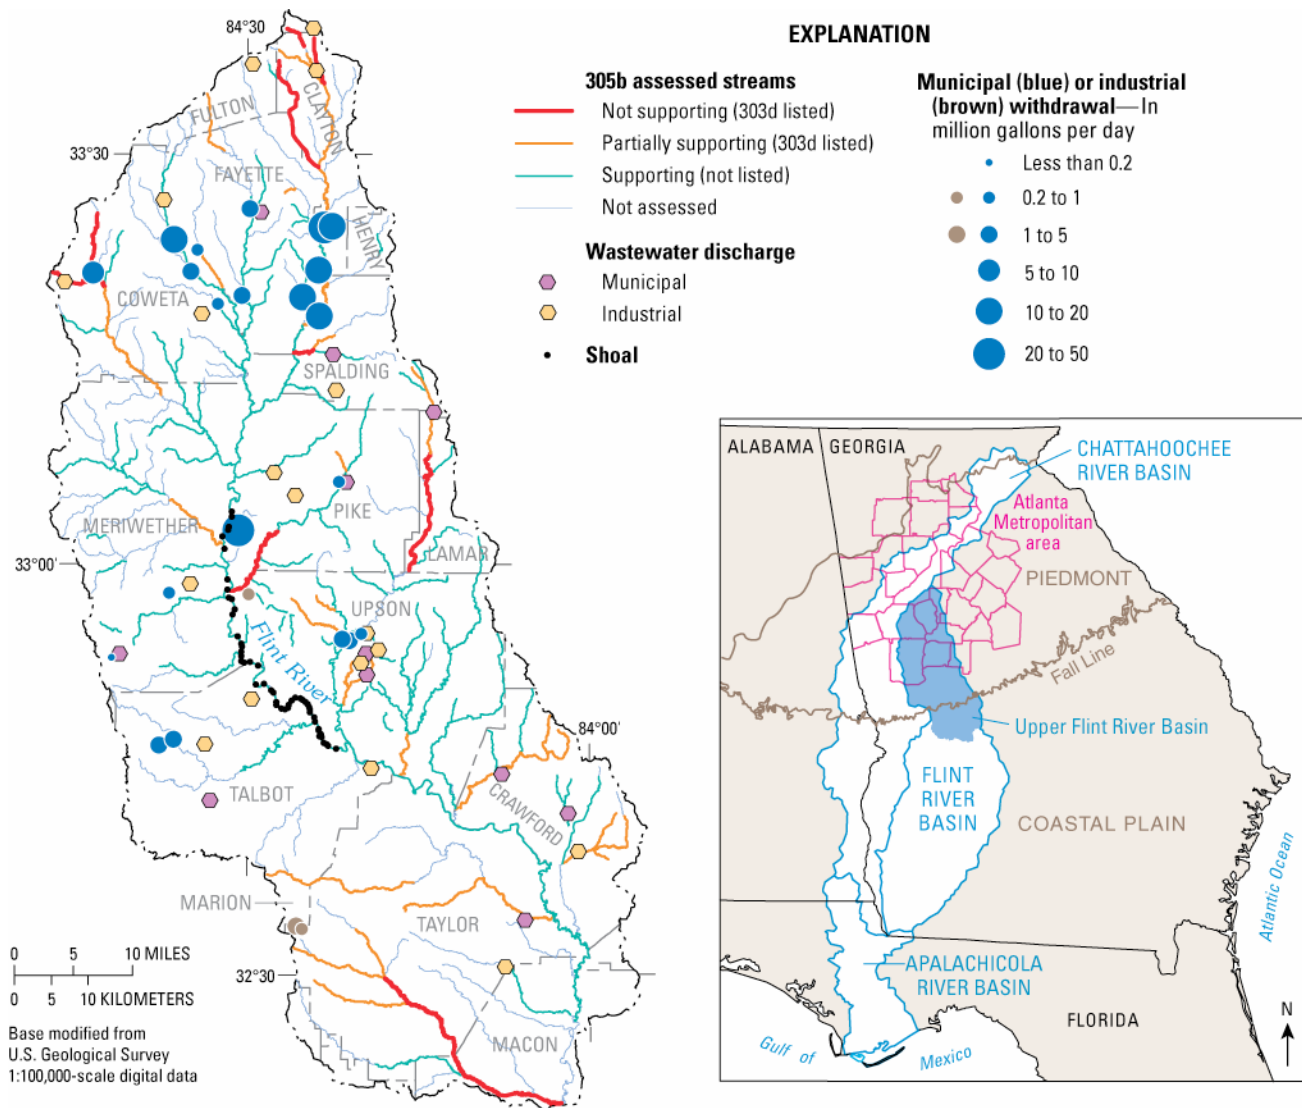 EXPLANATION
305b assessed streams
Not supporting (303d listed)
Partially supporting (303d listed)
Supporting (not listed)
Not assessed
Wastewater discharge
Municipal
Industrial
Shoal
Municipal (blue) or industrial
(brown) withdrawal—In
million gallons per day
Less than 0.2
0.2 to 1
1 to 5
5 to 10
10 to 20
20 to 50
84°30
33°30
FULTON
CLAYTON
FAYETTE
HENRY
COWETA
SPALDING
MERIWETHER
PIKE
33°00'
LAMAR
UPSON
Flint River
84°00'
TALBOT
CRAWFORD
MARION
TAYLOR
32°30
MACON
0 5 10 MILES
0 5 10 KILOMETERS
Base modified from
U.S. Geological Survey
1:100,000-scale digital data
ALABAMA
GEORGIA
CHATTAHOOCHEE
RIVER BASIN
Atlanta
Metropolitan
area
PIEDMONT
Fall Line
Upper Flint River Basin
FLINT
RIVER
BASIN
COASTAL PLAIN
Atlantic Ocean
APALACHICOLA
RIVER BASIN
FLORIDA
Gulf of Mexico
N